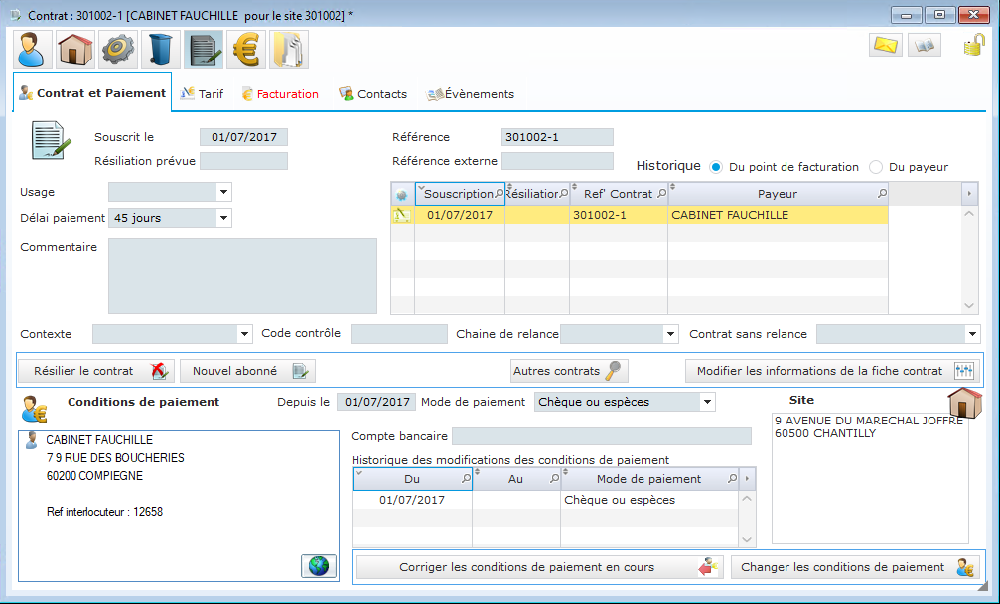 Contrat : 301002-1 [CABINET FAUCHILLE  pour le site 301002] *
Contrat et Paiement
Tarif
Facturation
Contacts
Évènements
Souscrit le
01/07/2017
Référence
301002-1
Résiliation prévue
Référence externe
Historique
Du point de facturation
Du payeur
Usage
Délai paiement
45 jours
Commentaire
Souscription
Résiliation
Ref' Contrat
Payeur
01/07/2017
301002-1
CABINET FAUCHILLE
Contexte
Code contrôle
Chaine de relance
Contrat sans relance
Résilier le contrat
Nouvel abonné
Autres contrats
Modifier les informations de la fiche contrat
Conditions de paiement
Depuis le
01/07/2017
Mode de paiement
Chèque ou espèces
Site
CABINET FAUCHILLE
7 9 RUE DES BOUCHERIES
60200 COMPIEGNE
Ref interlocuteur : 12658
Compte bancaire
Historique des modifications des conditions de paiement
Du
Au
Mode de paiement
01/07/2017
Chèque ou espèces
9 AVENUE DU MARECHAL JOFFRE
60500 CHANTILLY
Corriger les conditions de paiement en cours
Changer les conditions de paiement